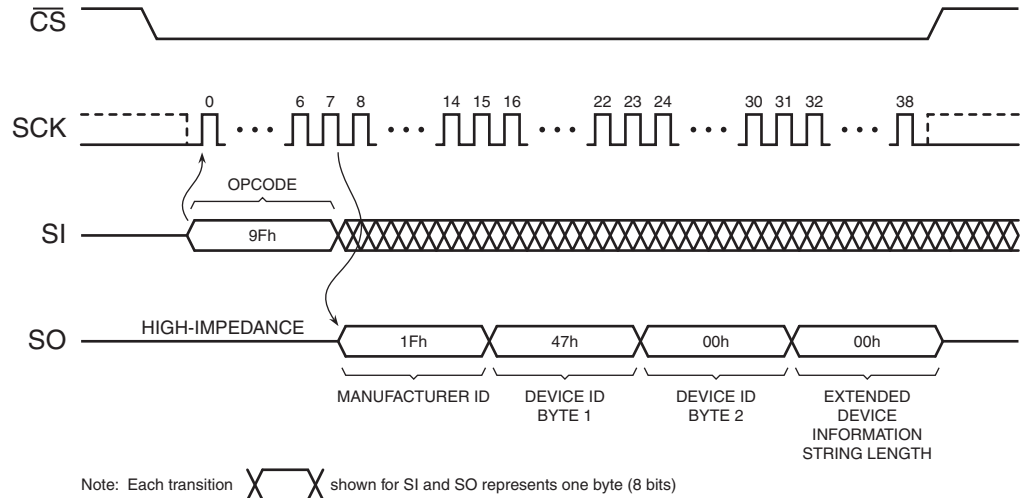 CS
0 6 7 8 14 15 16 22 23 24 30 31 32 38
SCK
OPCODE
SI 9Fh
HIGH-IMPEDANCE
SO 1Fh 47h 00h 00h
MANUFACTURER ID DEVICE ID DEVICE ID EXTENDED
BYTE 1 BYTE 2 DEVICE
INFORMATION
STRING LENGTH
Note: Each transition shown for SI and SO represents one byte (8 bits)